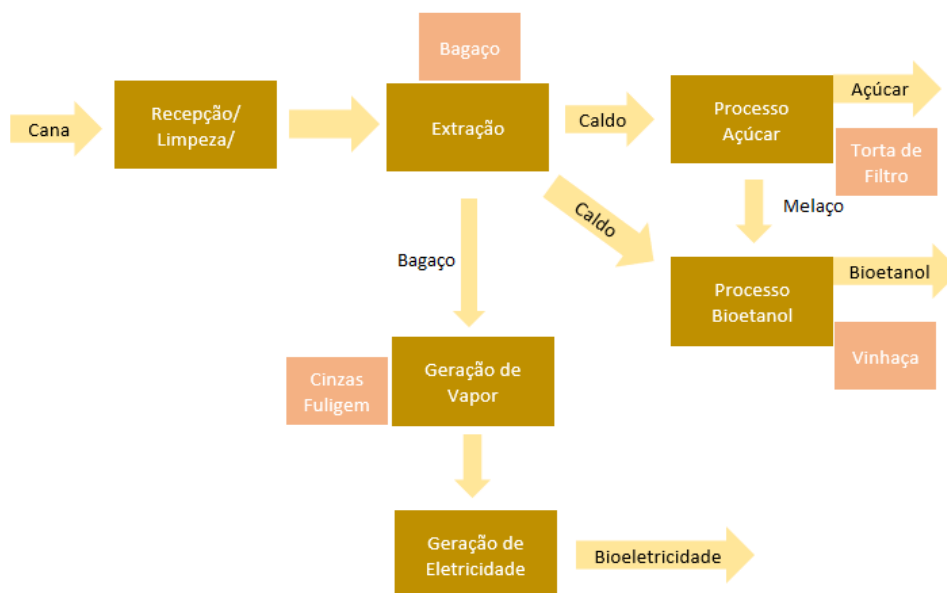 Bagaço
Cana
Recepção/
Limpeza/
Extração
Caldo
Processo
Açúcar
Açúcar
Torta de
Filtro
Caldo
Melaço
Bagaço
Processo
Bioetanol
Bioetanol
Vinhaça
Cinzas
Fuligem
Geração de
Vapor
Geração de
Eletricidade
Bioeletricidade